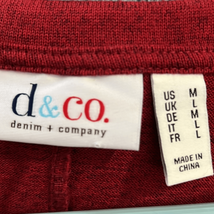 d&co.
denim + company
US M
UK M
DE M
IT L
FR L
MADE IN
CHINA